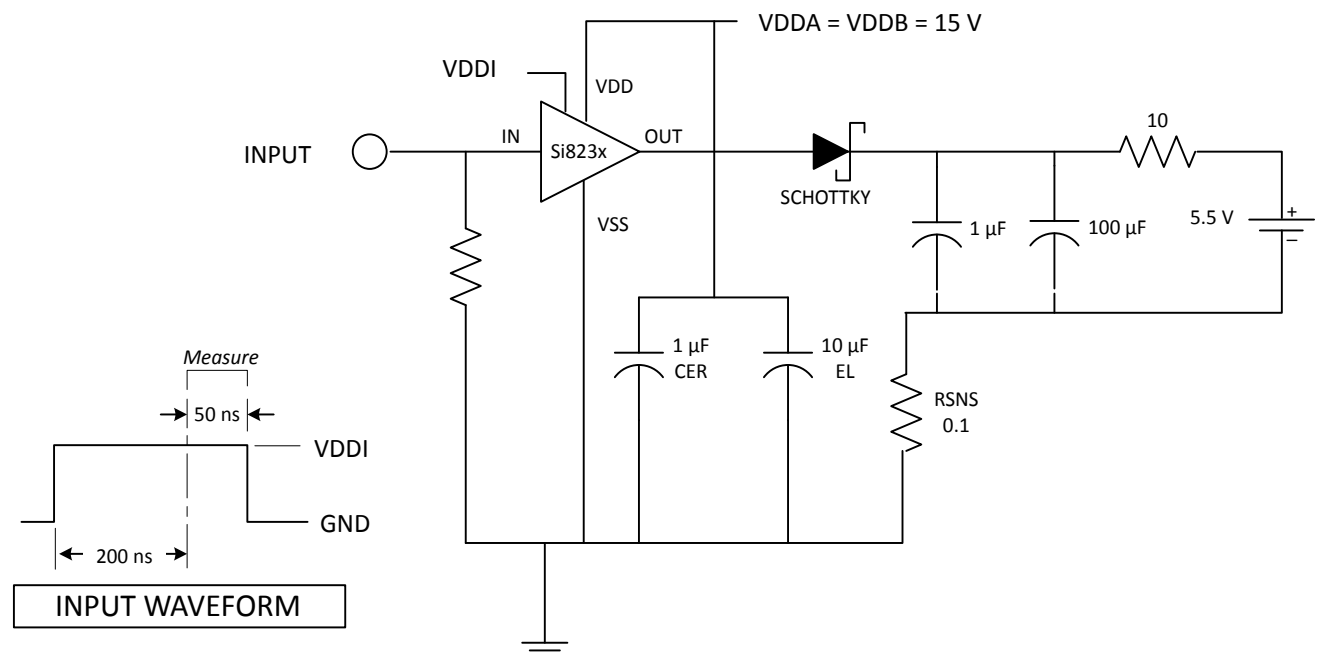 VDDA = VDDB = 15 V
VDDI
VDD
10
INPUT
IN
Si823x
OUT
SCHOTTKY
VSS
1 µF
100 µF
5.5 V
+
–
1 µF
CER
10 µF
EL
RSNS
0.1
Measure
50 ns
VDDI
GND
200 ns
INPUT WAVEFORM